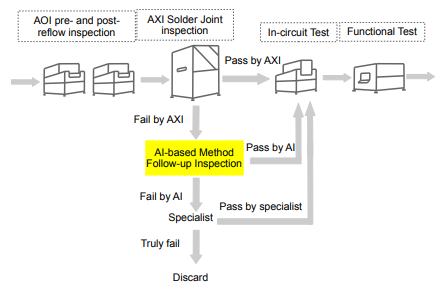 AOI pre- and post-
reflow inspection
AXI Solder Joint
inspection
In-circuit Test
Functional Test
Pass by AXI
Fail by AXI
AI-based Method
Follow-up Inspection
Pass by AI
Fail by AI
Specialist
Pass by specialist
Truly fail
Discard